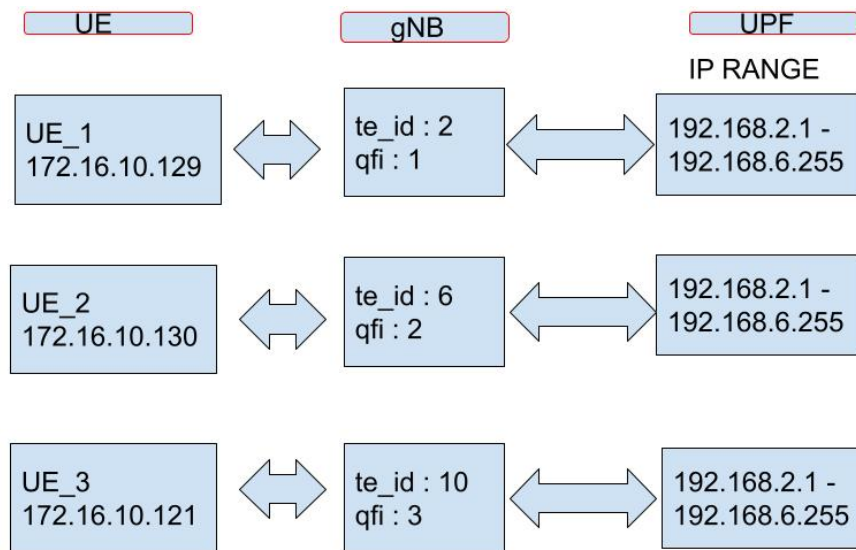 UE
gNB
UPF
IP RANGE
UE_1
172.16.10.129
te_id : 2
qfi : 1
192.168.2.1 -
192.168.6.255
UE_2
172.16.10.130
te_id : 6
qfi : 2
192.168.2.1 -
192.168.6.255
UE_3
172.16.10.121
te_id : 10
qfi : 3
192.168.2.1 -
192.168.6.255